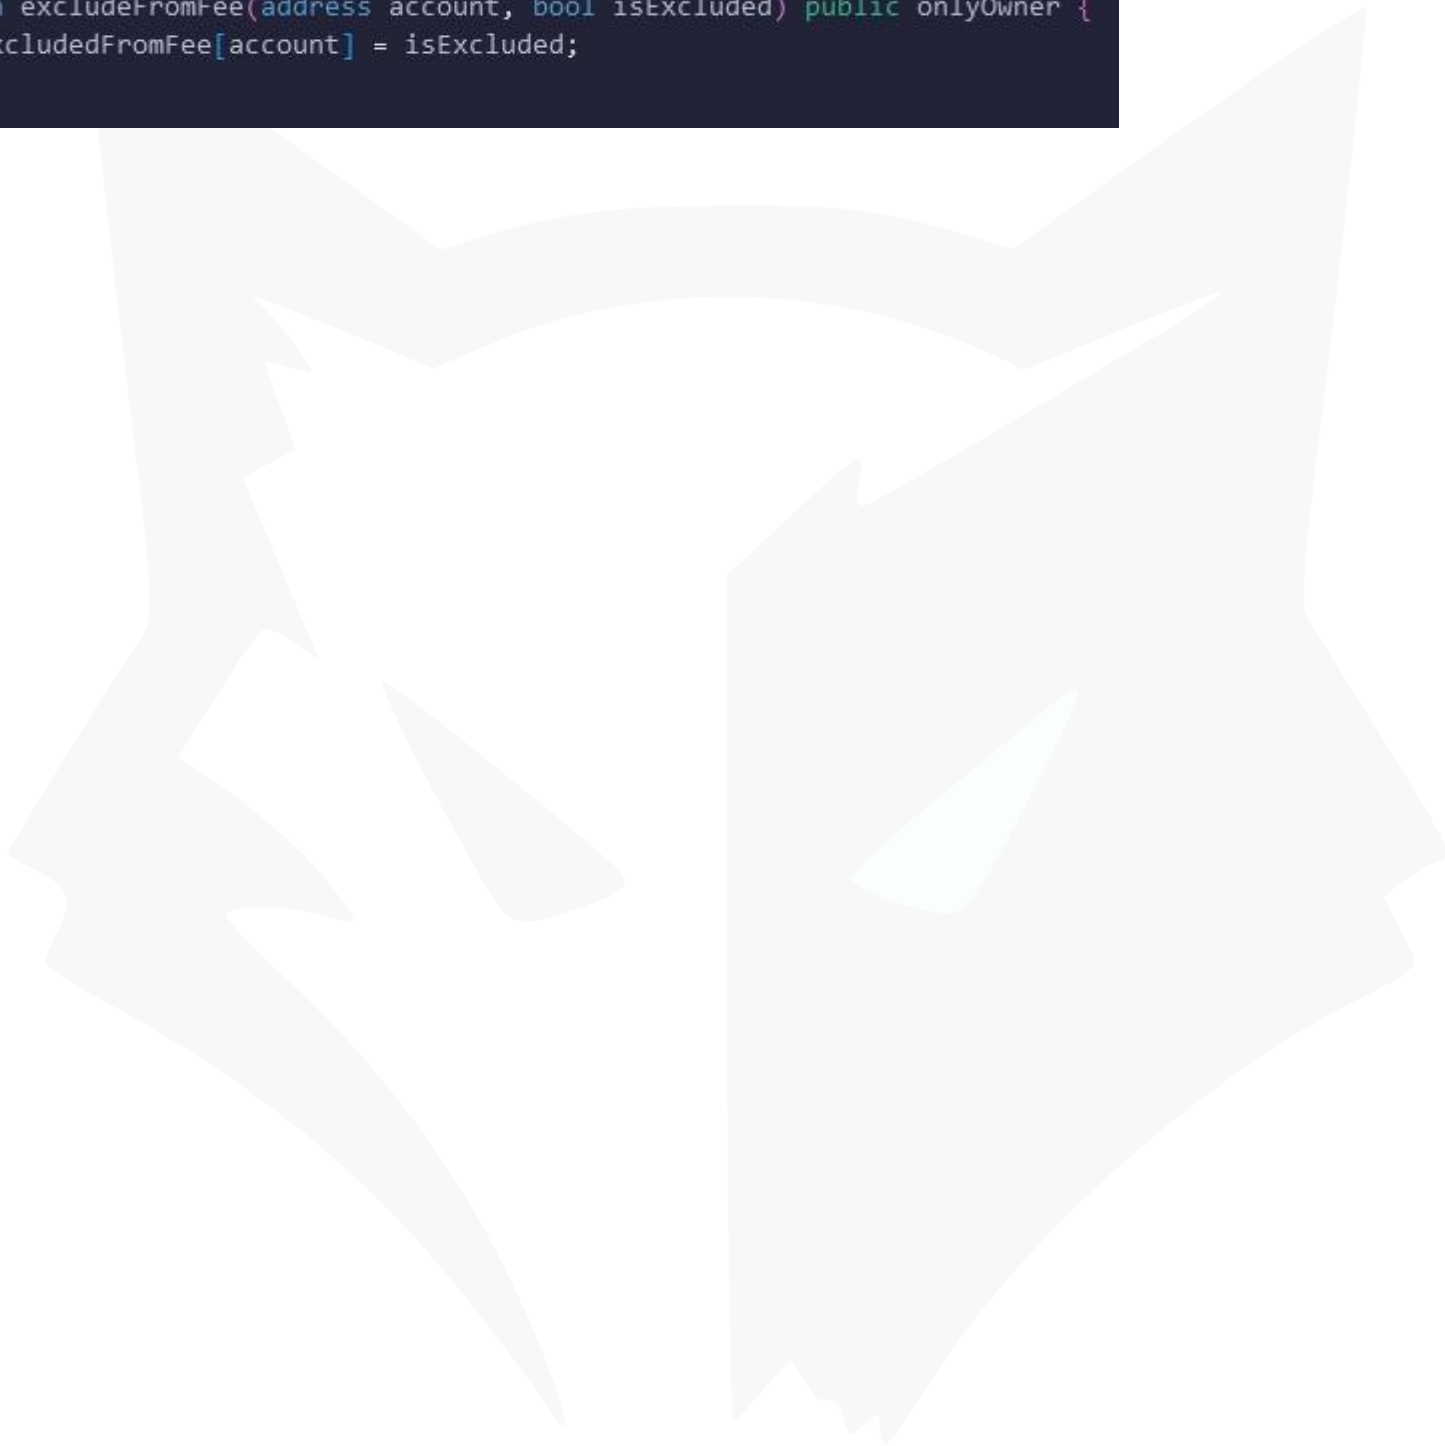 excludeFromFee(address account, bool isExcluded) public onlyOwner {
cludedFromFee[account] = isExcluded;